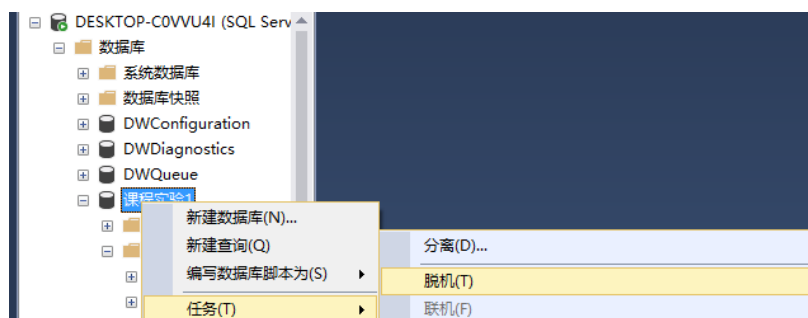 DESKTOP-C0VVU4I (SQL Serv
数据库
系统数据库
数据库快照
DWConfiguration
DWDiagnostics
DWQueue
课程实验1
新建数据库(N)...
新建查询(Q)
分离(D)...
编写数据库脚本为(S)
脱机(T)
任务(T)
联机(F)